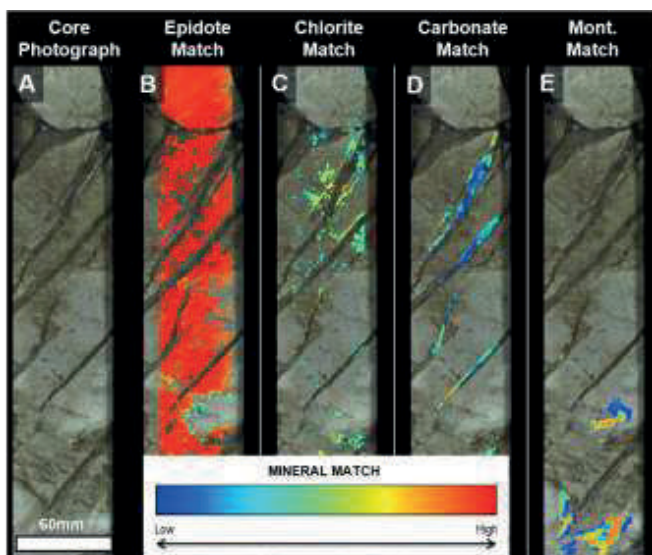 Core Photograph
Epidote Match
Chlorite Match
Carbonate Match
Mont. Match
A
B
C
D
E
MINERAL MATCH
Low
High
60mm